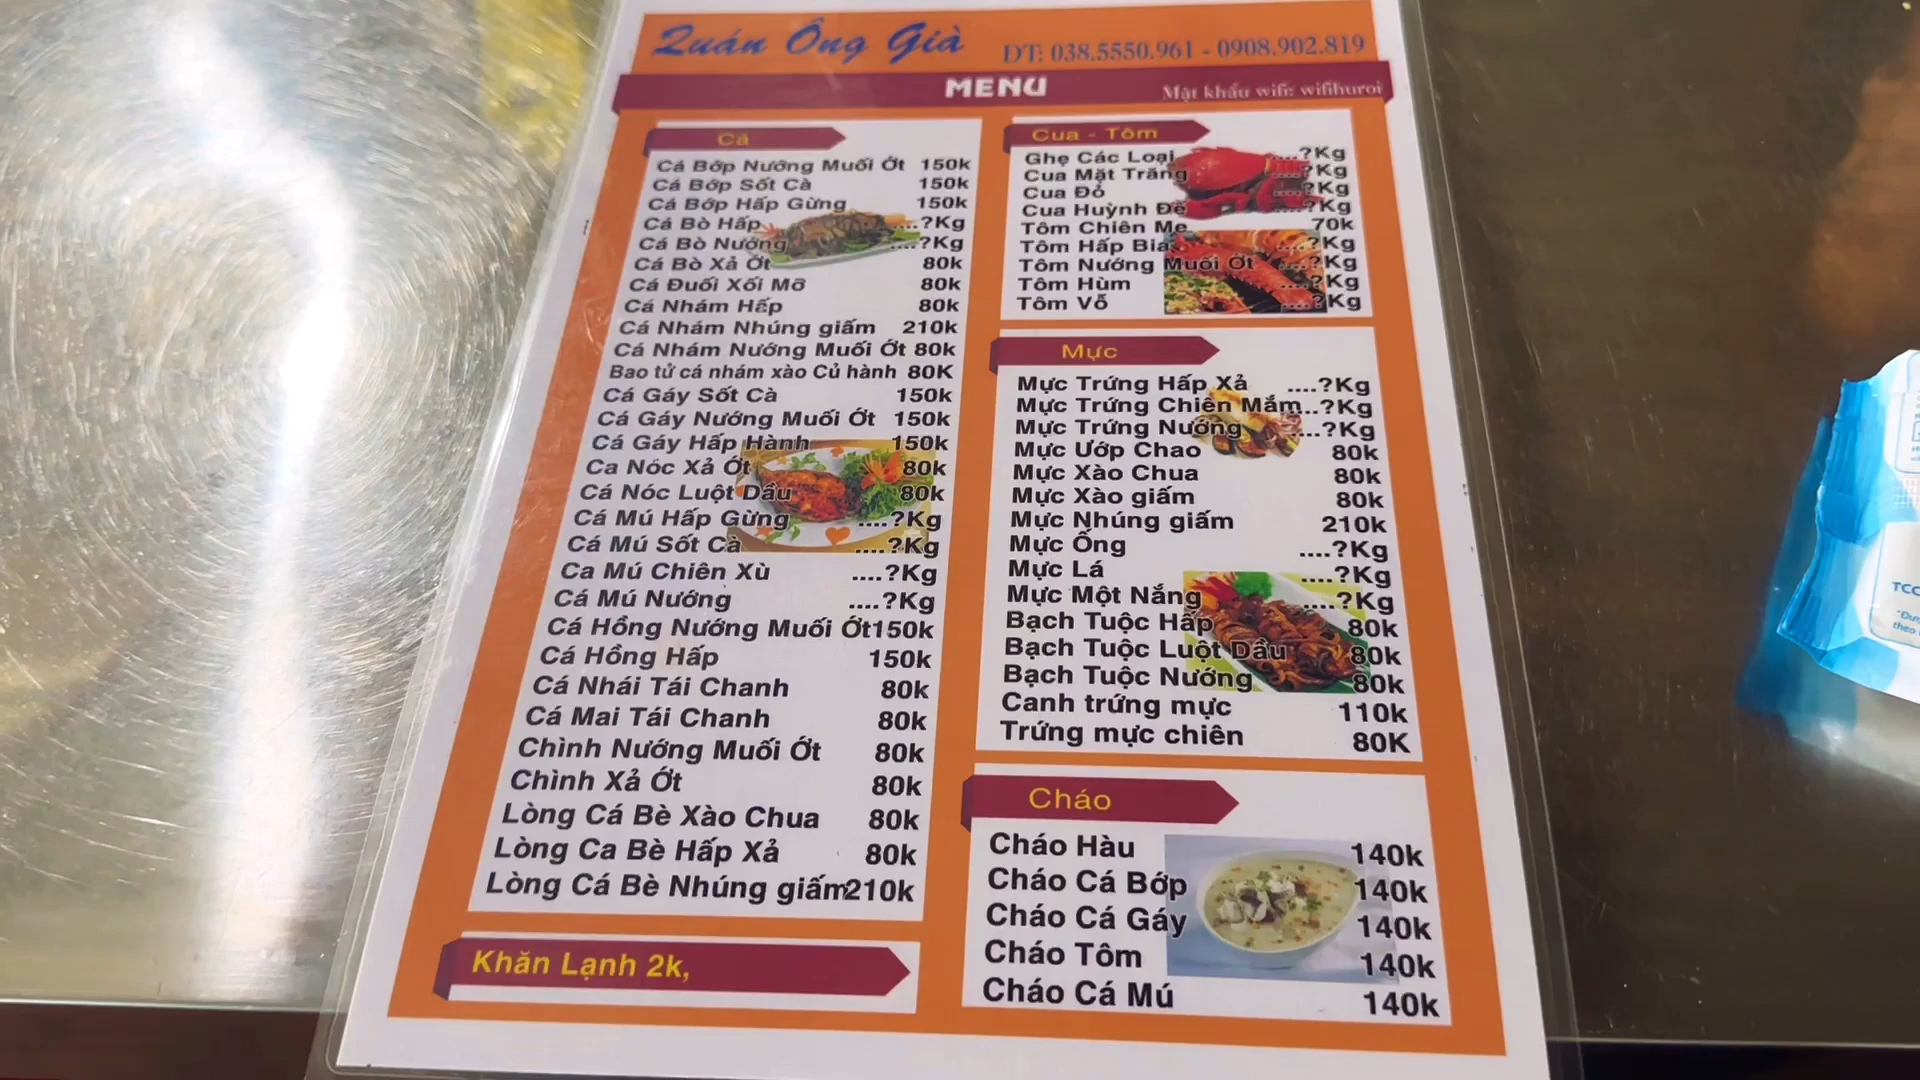 Quán Ông Già
ĐT: 038.5550.961 - 0908.902.819
MENU
Mật khẩu wifi: wifihuroi
Cá
Cá Bớp Nướng Muối Ớt 150k
Cá Bớp Sốt Cà 150k
Cá Bớp Hấp Gừng 150k
Cá Bò Hấp ....?Kg
Cá Bò Nướng ....?Kg
Cá Bò Xả Ớt 80k
Cá Đuối Xối Mỡ 80k
Cá Nhám Hấp 80k
Cá Nhám Nhúng giấm 210k
Cá Nhám Nướng Muối Ớt 80k
Bao tử cá nhám xào Củ hành 80K
Cá Gáy Sốt Cà 150k
Cá Gáy Nướng Muối Ớt 150k
Cá Gáy Hấp Hành 150k
Ca Nóc Xả Ớt 80k
Cá Nóc Luột Dầu 80k
Cá Mú Hấp Gừng ....?Kg
Cá Mú Sốt Cà ....?Kg
Ca Mú Chiên Xù ....?Kg
Cá Mú Nướng ....?Kg
Cá Hồng Nướng Muối Ớt 150k
Cá Hồng Hấp 150k
Cá Nhái Tái Chanh 80k
Cá Mai Tái Chanh 80k
Chình Nướng Muối Ớt 80k
Chình Xả Ớt 80k
Lòng Cá Bè Xào Chua 80k
Lòng Ca Bè Hấp Xả 80k
Lòng Cá Bè Nhúng giấm 210k
Khăn Lạnh 2k,
Cua - Tôm
Ghẹ Các Loại ....?Kg
Cua Mặt Trăng ....?Kg
Cua Đỏ ....?Kg
Cua Huỳnh Đế ....?Kg
Tôm Chiên Me 70k
Tôm Hấp Bia ....?Kg
Tôm Nướng Muối Ớt ....?Kg
Tôm Hùm ....?Kg
Tôm Vỗ ....?Kg
Mực
Mực Trứng Hấp Xả ....?Kg
Mực Trứng Chiên Mắm...?Kg
Mực Trứng Nướng ....?Kg
Mực Ướp Chao 80k
Mực Xào Chua 80k
Mực Xào giấm 80k
Mực Nhúng giấm 210k
Mực Ống ....?Kg
Mực Lá ....?Kg
Mực Một Nắng ....?Kg
Bạch Tuộc Hấp 80k
Bạch Tuộc Luột Dầu 80k
Bạch Tuộc Nướng 80k
Canh trứng mực 110k
Trứng mực chiên 80K
Cháo
Cháo Hàu 140k
Cháo Cá Bớp 140k
Cháo Cá Gáy 140k
Cháo Tôm 140k
Cháo Cá Mú 140k